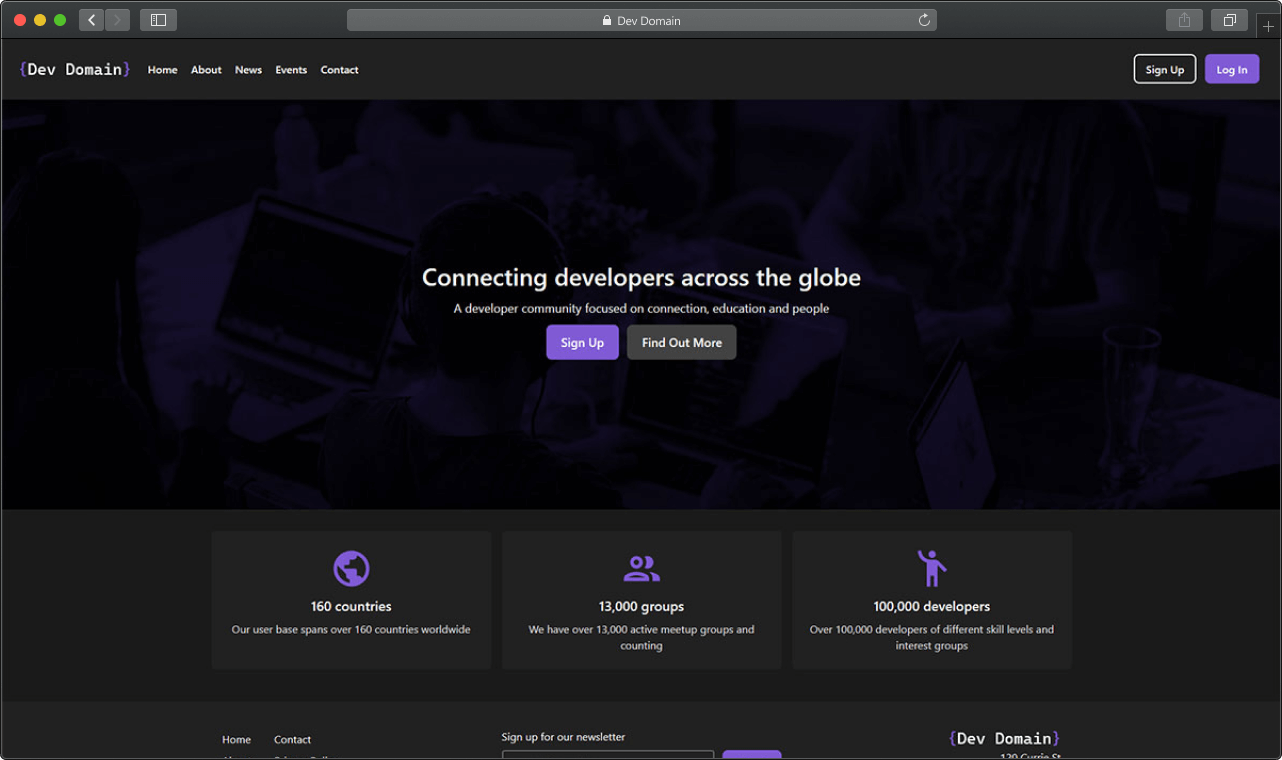 Dev Domain
{Dev Domain} Home About News Events Contact Sign Up Log In
Connecting developers across the globe
A developer community focused on connection, education and people
Sign Up Find Out More
160 countries
Our user base spans over 160 countries worldwide
13,000 groups
We have over 13,000 active meetup groups and
counting
100,000 developers
Over 100,000 developers of different skill levels and
interest groups
Home Contact
Sign up for our newsletter
{Dev Domain}